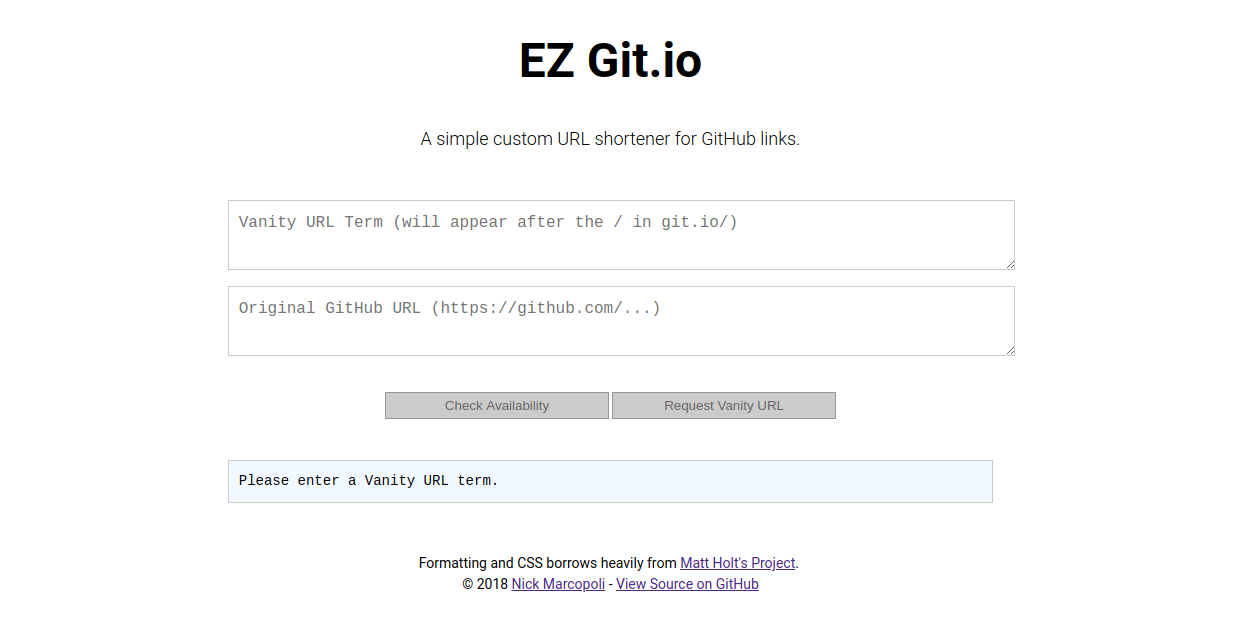 EZ Git.io
A simple custom URL shortener for GitHub links.
Vanity URL Term (will appear after the / in git.io/)
Original GitHub URL (https://github.com/...)
Check Availability Request Vanity URL
Please enter a Vanity URL term.
Formatting and CSS borrows heavily from Matt Holt's Project.
© 2018 Nick Marcopoli - View Source on GitHub